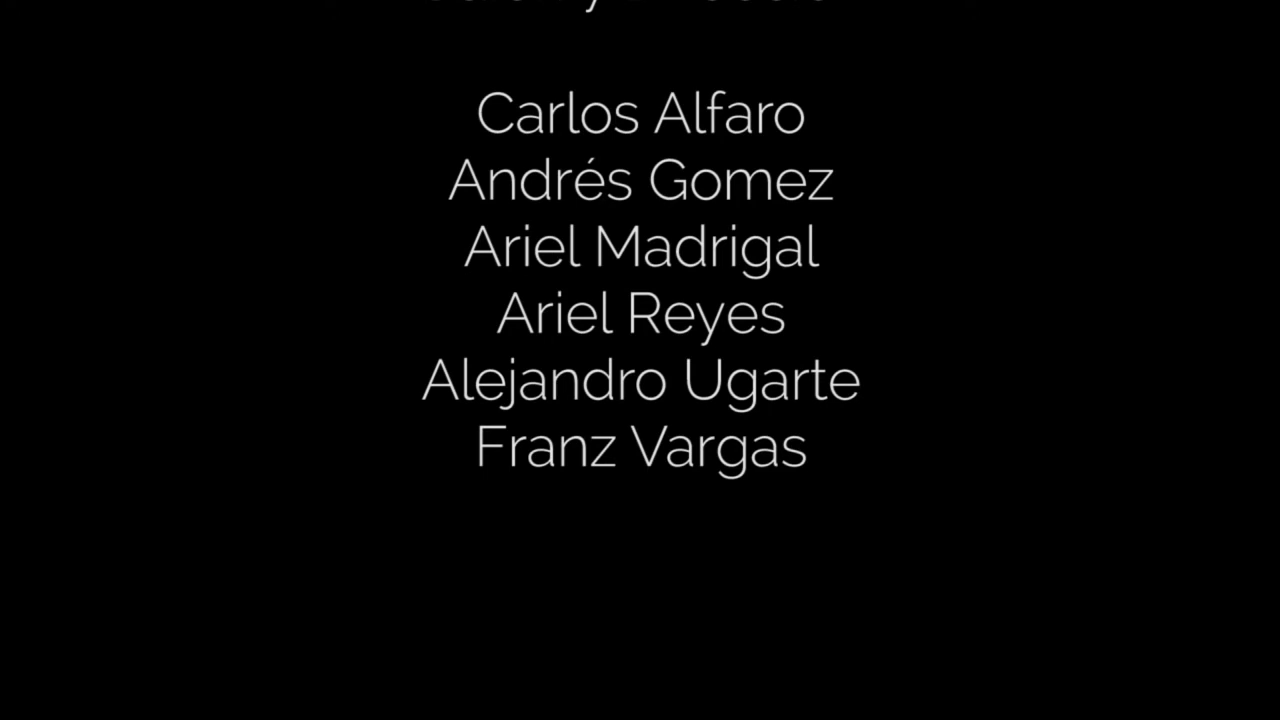 Carlos Alfaro
Andrés Gomez
Ariel Madrigal
Ariel Reyes
Alejandro Ugarte
Franz Vargas